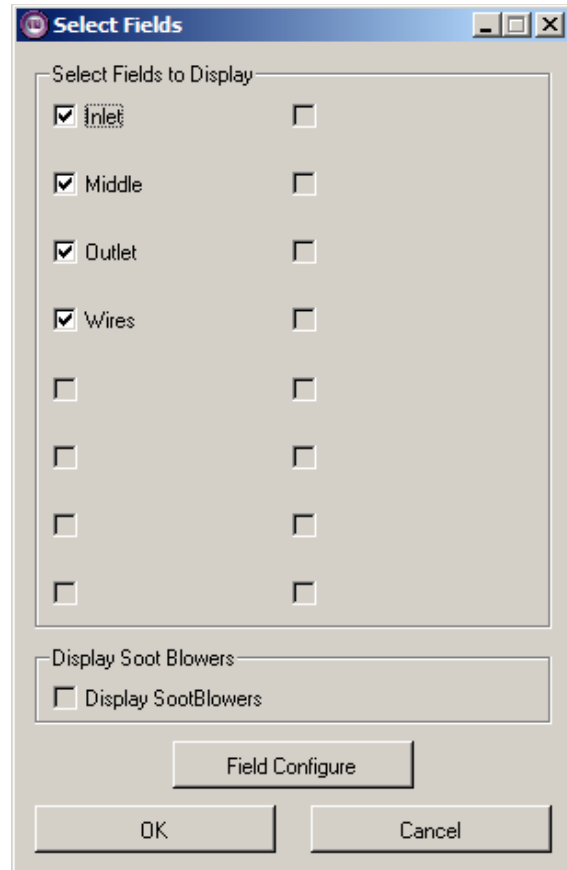 Select Fields
Select Fields to Display
Inlet
Middle
Outlet
Wires
Display Soot Blowers
Display SootBlowers
Field Configure
OK
Cancel